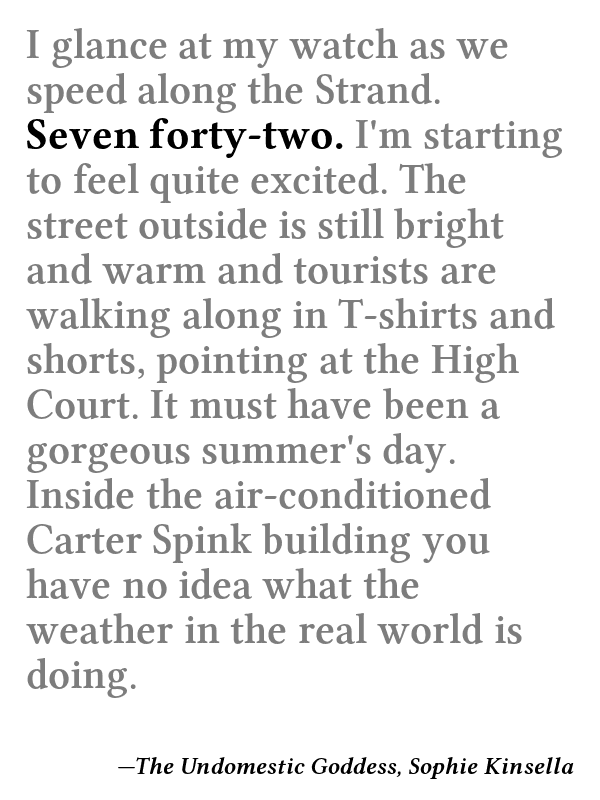 I glance at my watch as we
speed along the Strand.
Seven forty-two. I'm starting
to feel quite excited. The
street outside is still bright
and warm and tourists are
walking along in T-shirts and
shorts, pointing at the High
Court. It must have been a
gorgeous summer's day.
Inside the air-conditioned
Carter Spink building you
have no idea what the
weather in the real world is
doing.
—The Undomestic Goddess, Sophie Kinsella